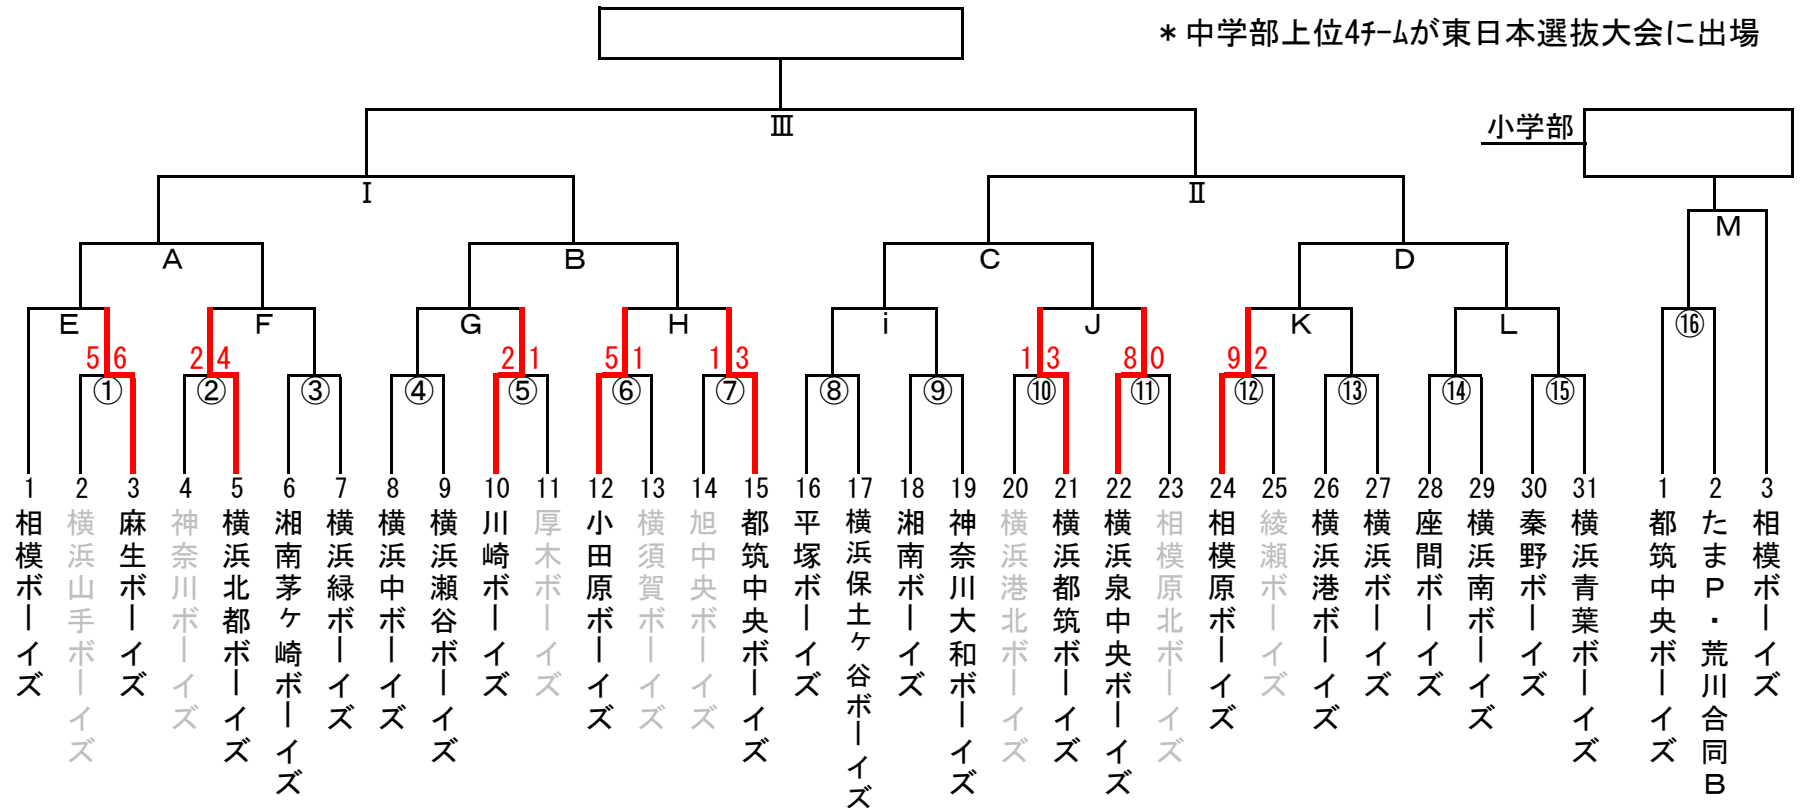 ＊中学部上位4ﾁｰﾑが東日本選抜大会に出場
Ⅲ
小学部
Ⅰ
Ⅱ
M
A
B
C
D
E
F
G
H
i
J
K
L
⑯
5 6
2 4
2 1
5 1
1 3
1 3
8 0
9 2
①
②
③
④
⑤
⑥
⑦
⑧
⑨
⑩
⑪
⑫
⑬
⑭
⑮
1 相模ボーイズ
2 横浜山手ボーイズ
3 麻生ボーイズ
4 神奈川ボーイズ
5 横浜北都ボーイズ
6 湘南茅ケ崎ボーイズ
7 横浜緑ボーイズ
8 横浜中ボーイズ
9 横浜瀬谷ボーイズ
10 川崎ボーイズ
11 厚木ボーイズ
12 小田原ボーイズ
13 横須賀ボーイズ
14 旭中央ボーイズ
15 都筑中央ボーイズ
16 平塚ボーイズ
17 横浜保土ヶ谷ボーイズ
18 湘南ボーイズ
19 神奈川大和ボーイズ
20 横浜港北ボーイズ
21 横浜都筑ボーイズ
22 横浜泉中央ボーイズ
23 相模原北ボーイズ
24 相模原ボーイズ
25 綾瀬ボーイズ
26 横浜港ボーイズ
27 横浜ボーイズ
28 座間ボーイズ
29 横浜南ボーイズ
30 秦野ボーイズ
31 横浜青葉ボーイズ
1 都筑中央ボーイズ
2 たまP・荒川合同B
3 相模ボーイズ